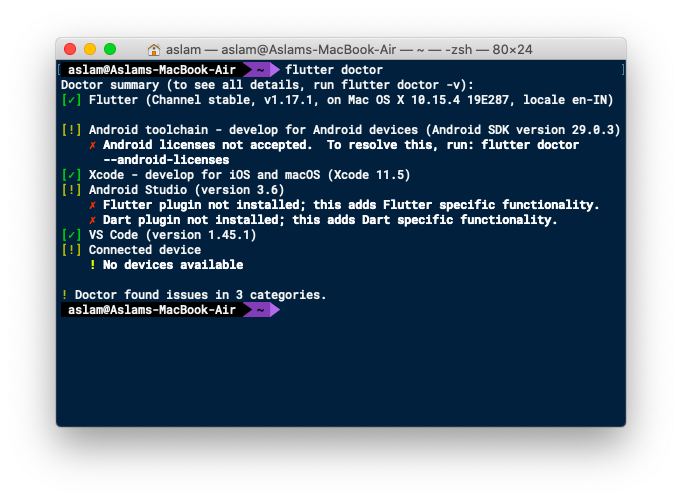 aslam — aslam@Aslams-MacBook-Air — ~ — -zsh — 80×24
[ aslam@Aslams-MacBook-Air ~ flutter doctor ]
Doctor summary (to see all details, run flutter doctor -v):
[✓] Flutter (Channel stable, v1.17.1, on Mac OS X 10.15.4 19E287, locale en-IN)
[!] Android toolchain - develop for Android devices (Android SDK version 29.0.3)
✗ Android licenses not accepted.  To resolve this, run: flutter doctor
--android-licenses
[✓] Xcode - develop for iOS and macOS (Xcode 11.5)
[!] Android Studio (version 3.6)
✗ Flutter plugin not installed; this adds Flutter specific functionality.
✗ Dart plugin not installed; this adds Dart specific functionality.
[✓] VS Code (version 1.45.1)
[!] Connected device
! No devices available
! Doctor found issues in 3 categories.
aslam@Aslams-MacBook-Air ~